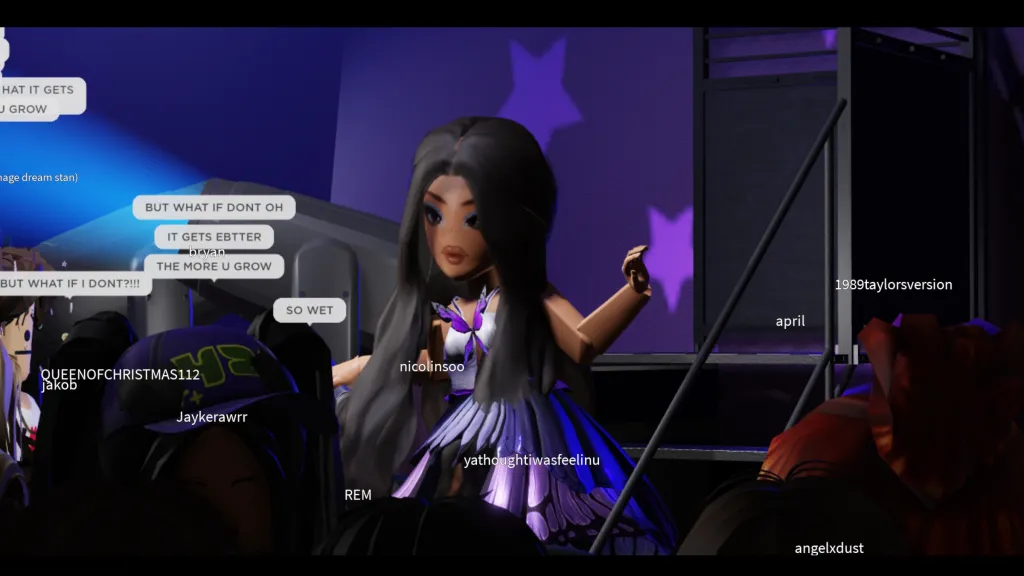 HAT IT GETS
U GROW
nage dream stan)
BUT WHAT IF DONT OH
IT GETS EBTTER
bryan
THE MORE U GROW
BUT WHAT IF I DONT?!!!
SO WET
1989taylorsversion
april
nicolinsoo
QUEENOFCHRISTMAS112
jakob
Jaykerawrr
yathoughtiwasfeelinu
REM
angelxdust